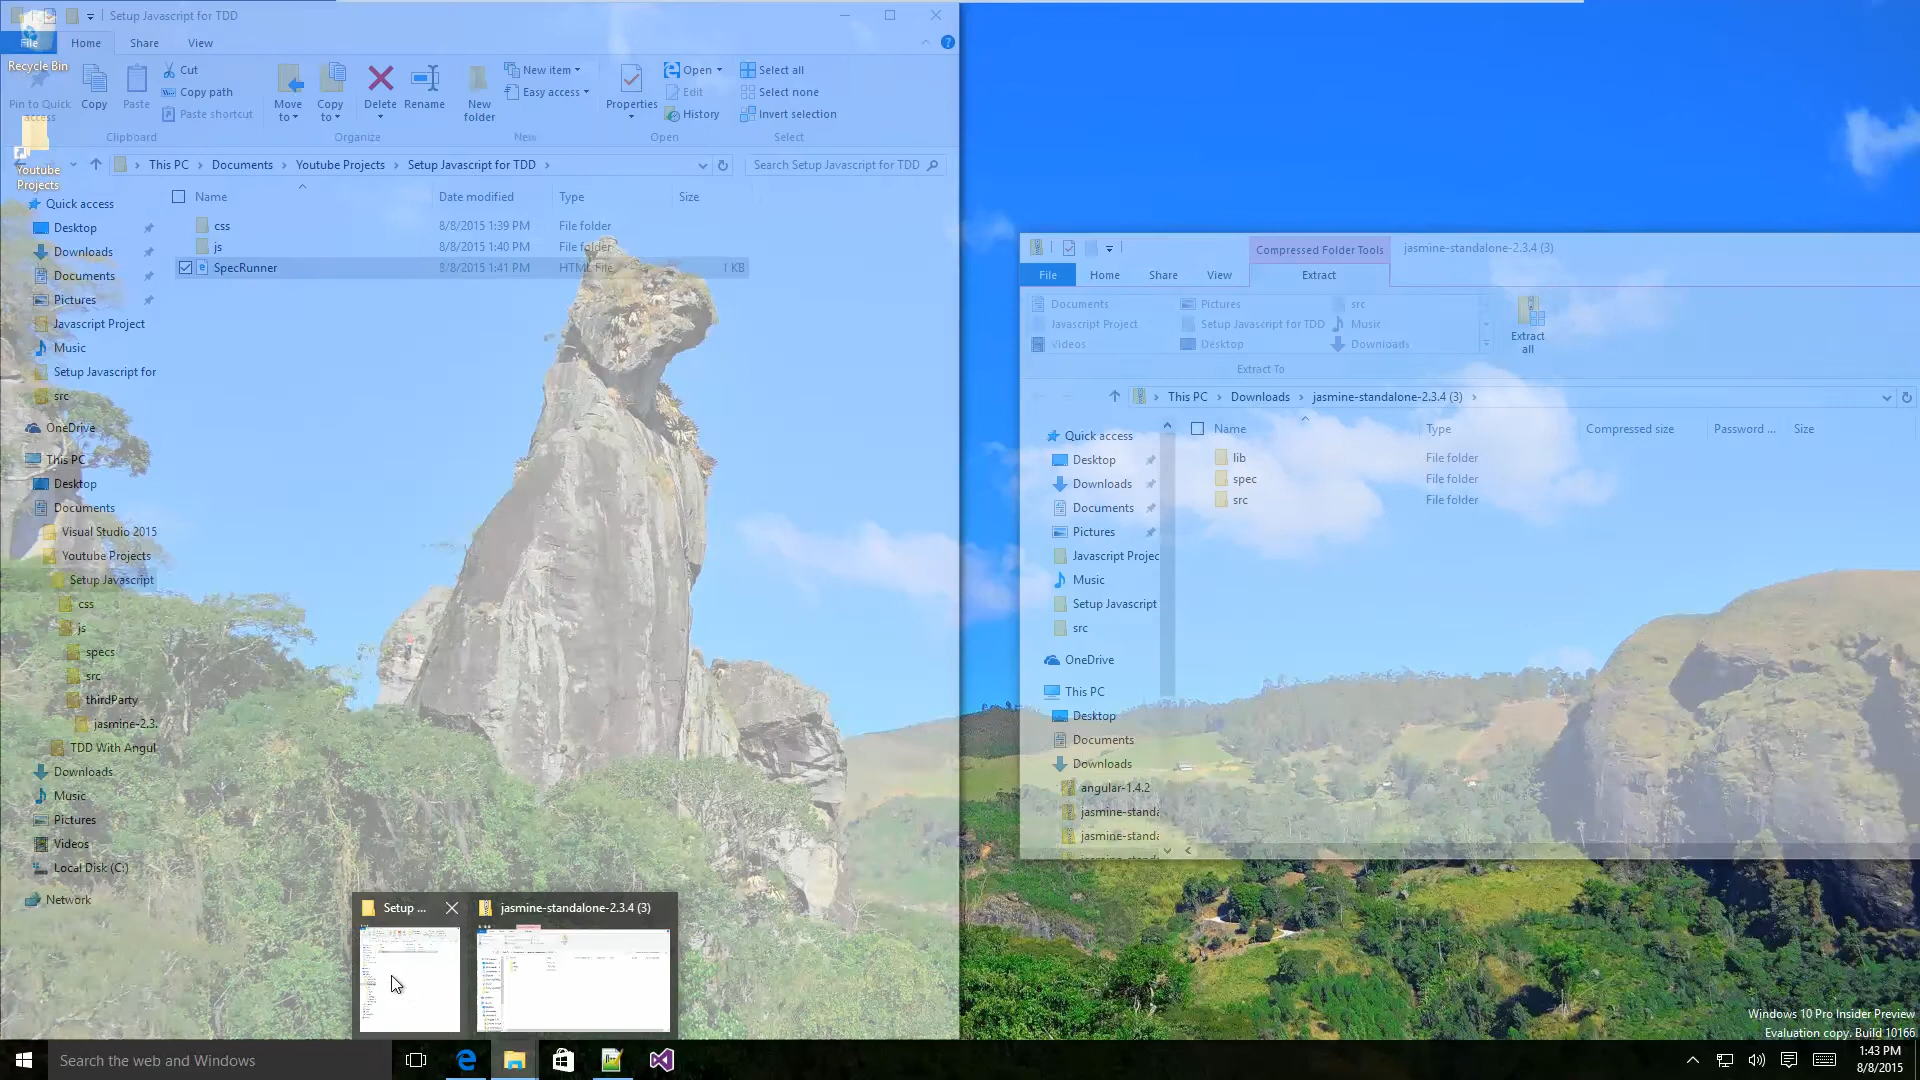 Setup Javascript for TDD
File
Home
Share
View
Recycle Bin
Pin to Quick access
Copy
Paste
Cut
Copy path
Paste shortcut
Move to
Copy to
Delete
Rename
New folder
New item
Easy access
Properties
Open
Edit
History
Select all
Select none
Invert selection
Clipboard
Organize
New
Open
Select
Youtube Projects
This PC
Documents
Youtube Projects
Setup Javascript for TDD
Search Setup Javascript for TDD
Name
Date modified
Type
Size
css
8/8/2015 1:39 PM
File folder
js
8/8/2015 1:40 PM
File folder
SpecRunner
8/8/2015 1:41 PM
HTML File
1 KB
Quick access
Desktop
Downloads
Documents
Pictures
Javascript Project
Music
Setup Javascript for
src
OneDrive
This PC
Desktop
Documents
Visual Studio 2015
Youtube Projects
Setup Javascript
css
js
specs
src
thirdParty
jasmine-2.3.
TDD With Angul
Downloads
Music
Pictures
Videos
Local Disk (C:)
Network
Compressed Folder Tools
jasmine-standalone-2.3.4 (3)
File
Home
Share
View
Extract
Documents
Pictures
src
Javascript Project
Setup Javascript for TDD
Music
Videos
Desktop
Downloads
Extract all
Extract To
This PC
Downloads
jasmine-standalone-2.3.4 (3)
Name
Type
Compressed size
Password ...
Size
lib
File folder
spec
File folder
src
File folder
Quick access
Desktop
Downloads
Documents
Pictures
Javascript Projec
Music
Setup Javascript
src
OneDrive
This PC
Desktop
Documents
Downloads
angular-1.4.2
jasmine-standa
jasmine-standa
Setup ...
jasmine-standalone-2.3.4 (3)
Windows 10 Pro Insider Preview
Evaluation copy. Build 10166
Search the web and Windows
1:43 PM
8/8/2015